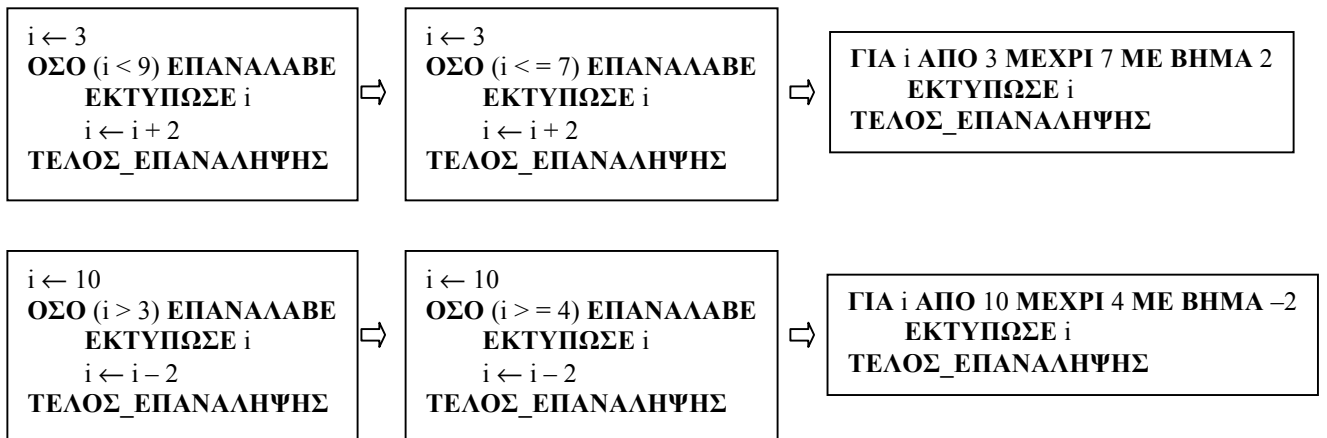 i ← 3
ΟΣΟ (i < 9) ΕΠΑΝΑΛΑΒΕ
ΕΚΤΥΠΩΣΕ i
i ← i + 2
ΤΕΛΟΣ_ΕΠΑΝΑΛΗΨΗΣ
i ← 3
ΟΣΟ (i < = 7) ΕΠΑΝΑΛΑΒΕ
ΕΚΤΥΠΩΣΕ i
i ← i + 2
ΤΕΛΟΣ_ΕΠΑΝΑΛΗΨΗΣ
ΓΙΑ i ΑΠΟ 3 ΜΕΧΡΙ 7 ΜΕ ΒΗΜΑ 2
ΕΚΤΥΠΩΣΕ i
ΤΕΛΟΣ_ΕΠΑΝΑΛΗΨΗΣ
i ← 10
ΟΣΟ (i > 3) ΕΠΑΝΑΛΑΒΕ
ΕΚΤΥΠΩΣΕ i
i ← i – 2
ΤΕΛΟΣ_ΕΠΑΝΑΛΗΨΗΣ
i ← 10
ΟΣΟ (i > = 4) ΕΠΑΝΑΛΑΒΕ
ΕΚΤΥΠΩΣΕ i
i ← i – 2
ΤΕΛΟΣ_ΕΠΑΝΑΛΗΨΗΣ
ΓΙΑ i ΑΠΟ 10 ΜΕΧΡΙ 4 ΜΕ ΒΗΜΑ –2
ΕΚΤΥΠΩΣΕ i
ΤΕΛΟΣ_ΕΠΑΝΑΛΗΨΗΣ